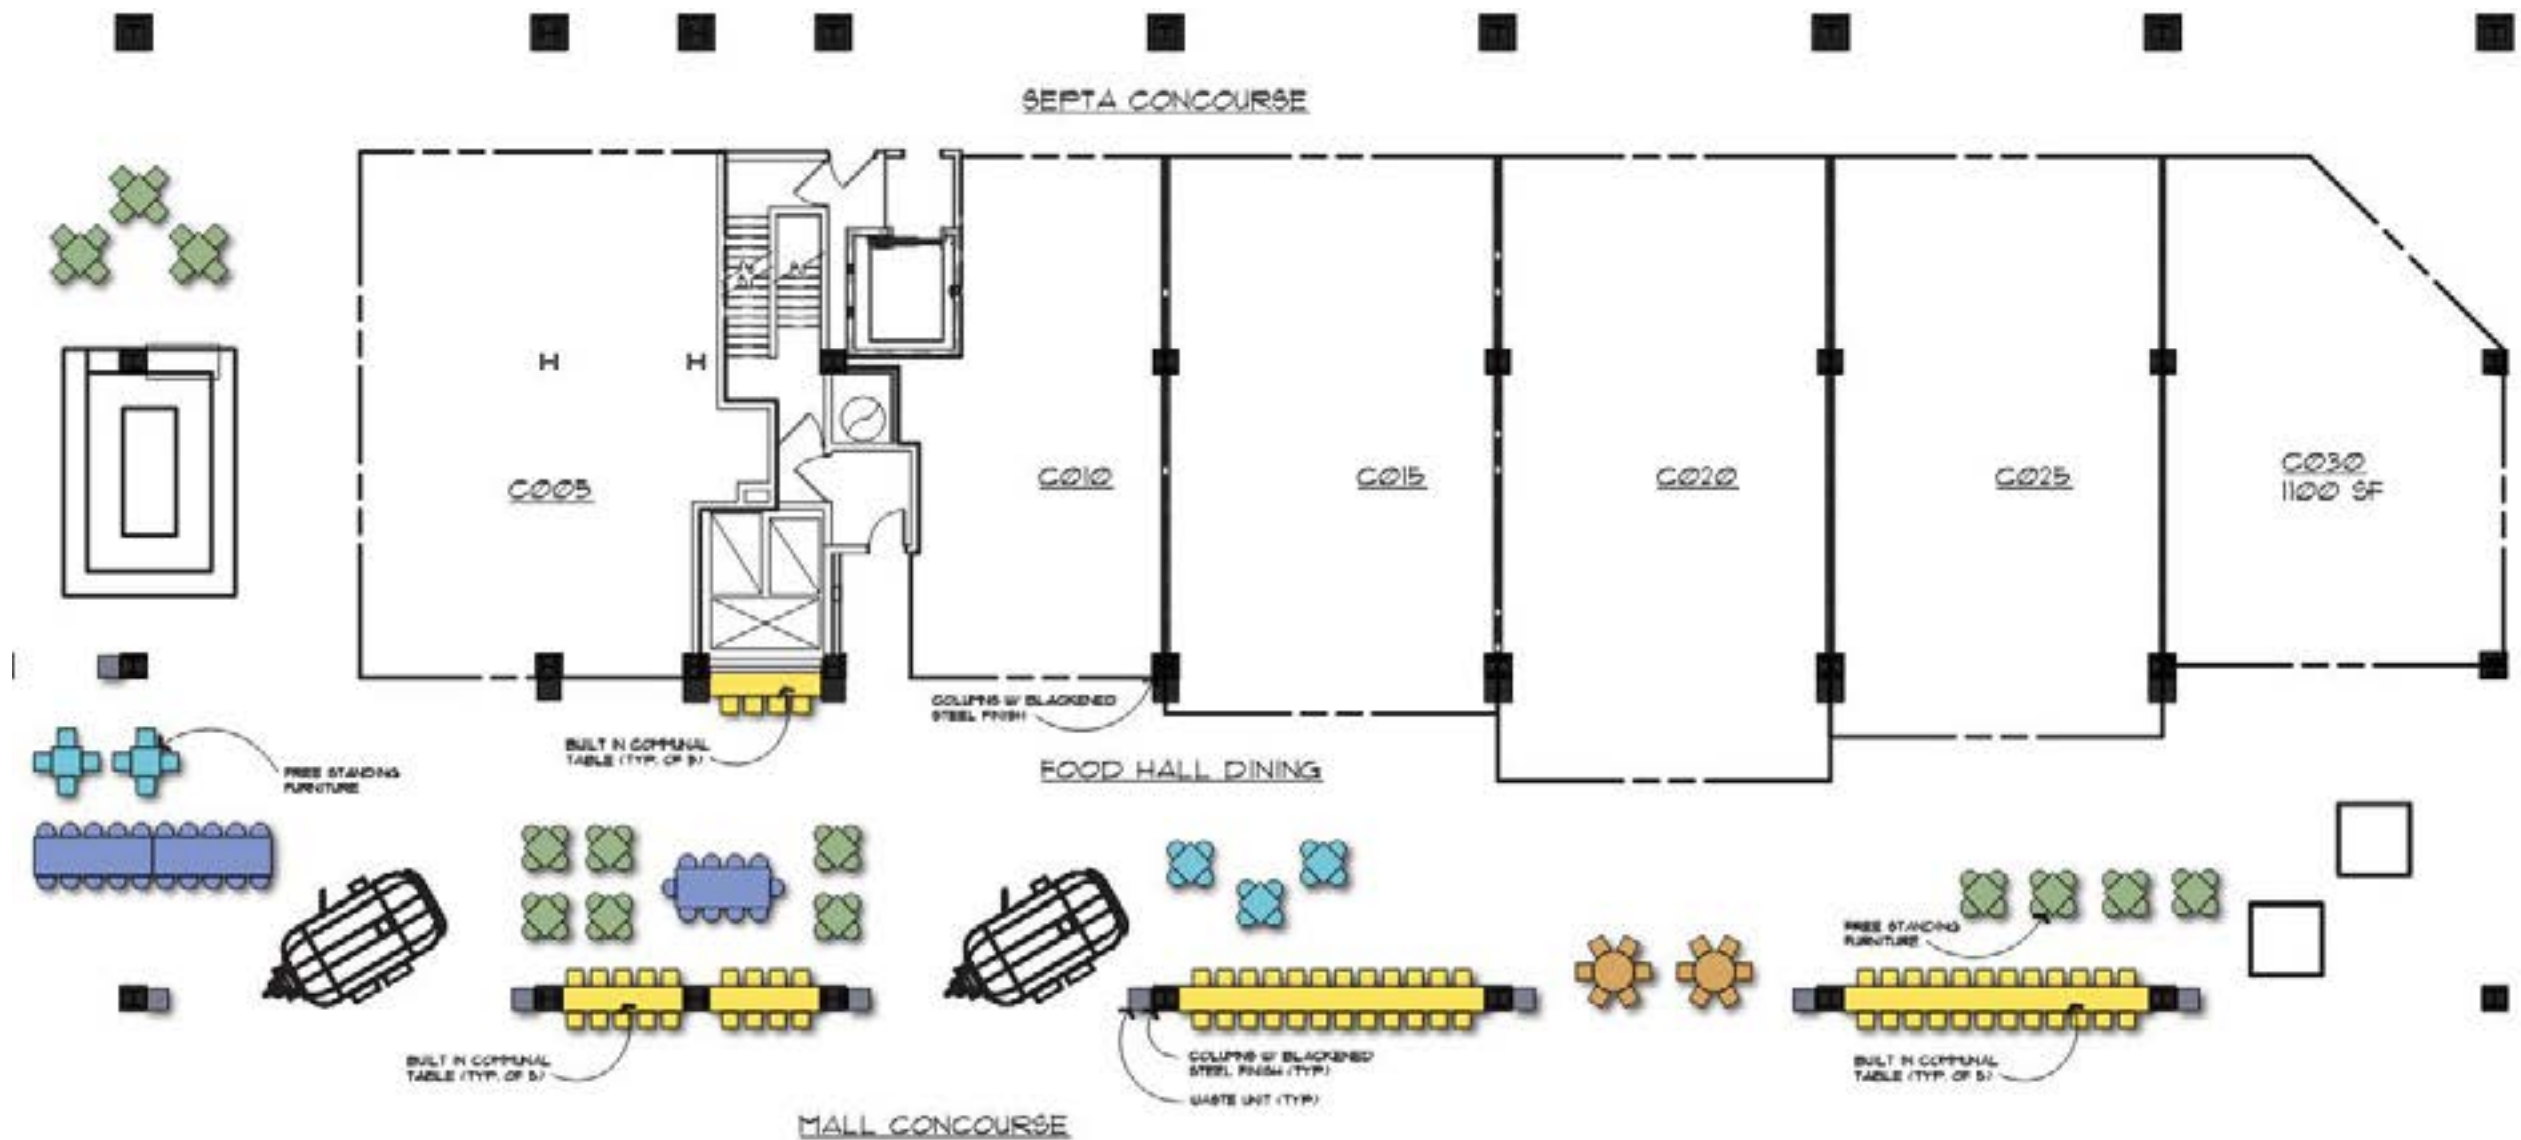 SEPTA CONCOURSE
C005
C010
C015
C020
C025
C030
1100 SF
COLUMNS W/ BLACKENED
STEEL FINISH
BUILT IN COMMUNAL
TABLE (TYP. OF 5)
FREE STANDING
FURNITURE
FOOD HALL DINING
FREE STANDING
FURNITURE
BUILT IN COMMUNAL
TABLE (TYP. OF 5)
COLUMNS W/ BLACKENED
STEEL FINISH (TYP.)
WASTE UNIT (TYP.)
BUILT IN COMMUNAL
TABLE (TYP. OF 5)
MALL CONCOURSE